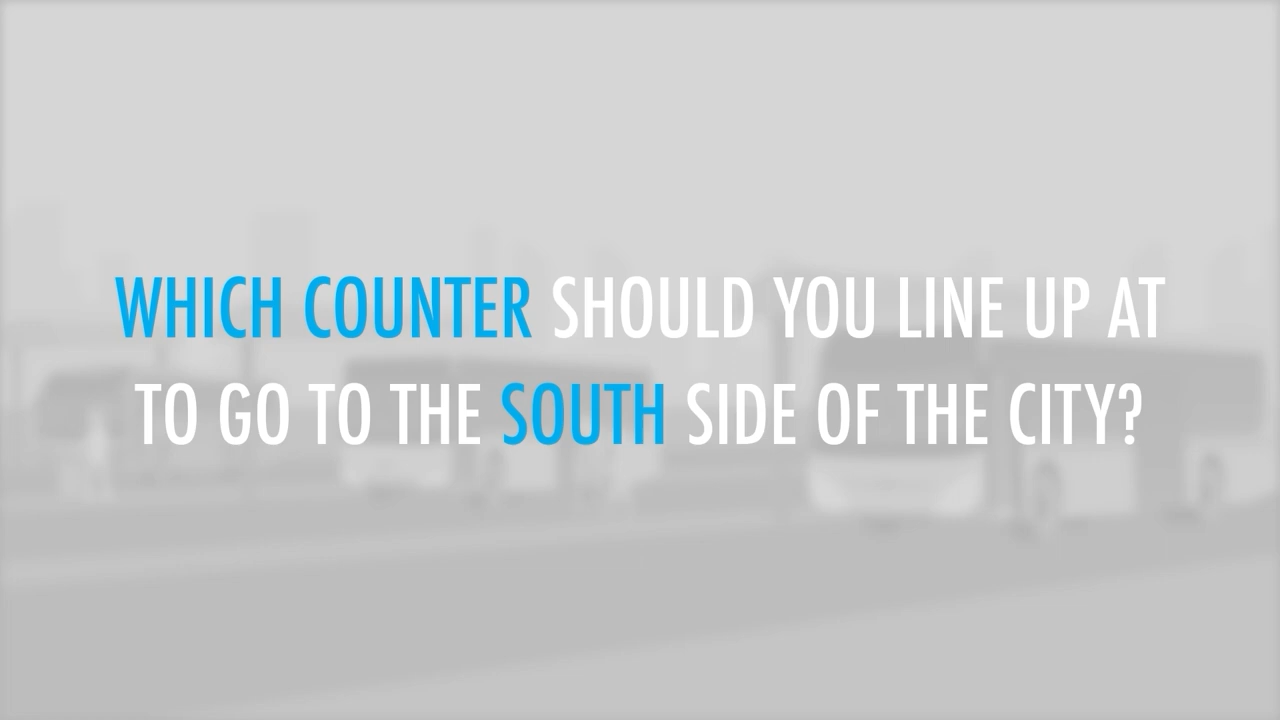 WHICH COUNTER SHOULD YOU LINE UP AT
TO GO TO THE SOUTH SIDE OF THE CITY?